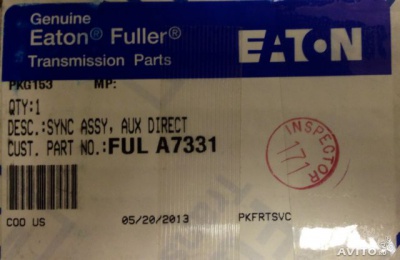 Genuine
Eaton® Fuller®
Transmission Parts
EATON
PKG153 MP:
QTY:1
DESC.:SYNC ASSY, AUX DIRECT
CUST. PART NO.:FUL A7331
INSPECTOR
171
COO US 05/20/2013 PKFRTSVC
AVITO